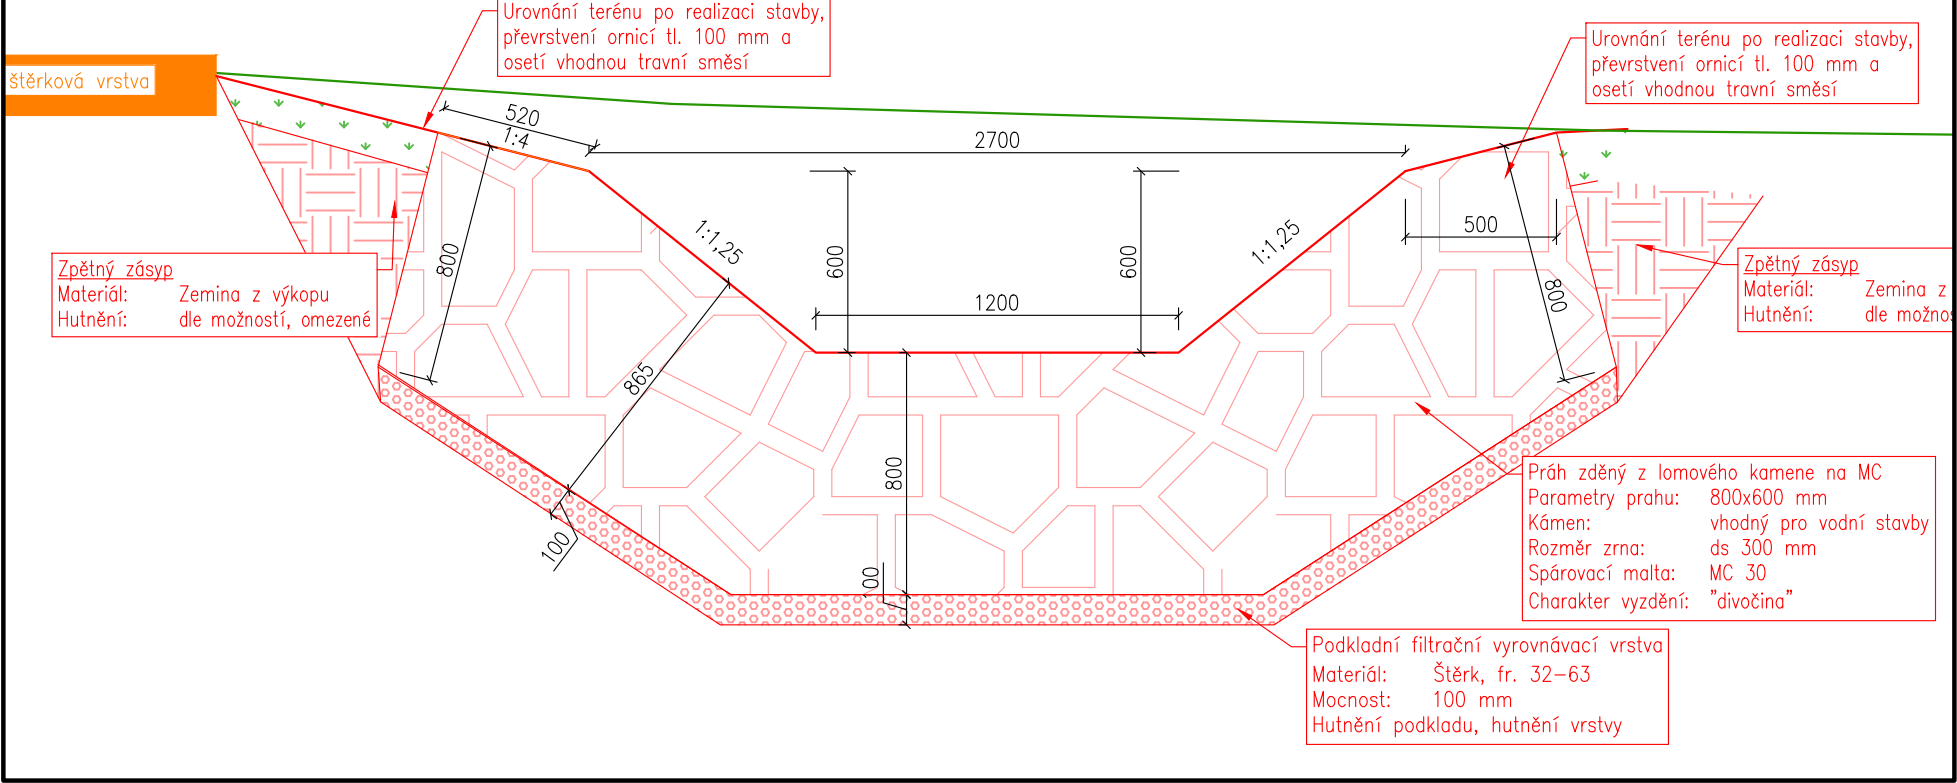 Urovnání terénu po realizaci stavby,
převrstvení ornicí tl. 100 mm a
osetí vhodnou travní směsí
Urovnání terénu po realizaci stavby,
převrstvení ornicí tl. 100 mm a
osetí vhodnou travní směsí
štěrková vrstva
520
1:4
2700
500
1:1,25
1:1,25
600
600
800
800
1200
Zpětný zásyp
Materiál: Zemina z výkopu
Hutnění: dle možností, omezené
Zpětný zásyp
Materiál: Zemina z
Hutnění: dle možnos
865
800
100
100
Práh zděný z lomového kamene na MC
Parametry prahu: 800x600 mm
Kámen: vhodný pro vodní stavby
Rozměr zrna: ds 300 mm
Spárovací malta: MC 30
Charakter vyzdění: "divočina"
Podkladní filtrační vyrovnávací vrstva
Materiál: Štěrk, fr. 32-63
Mocnost: 100 mm
Hutnění podkladu, hutnění vrstvy